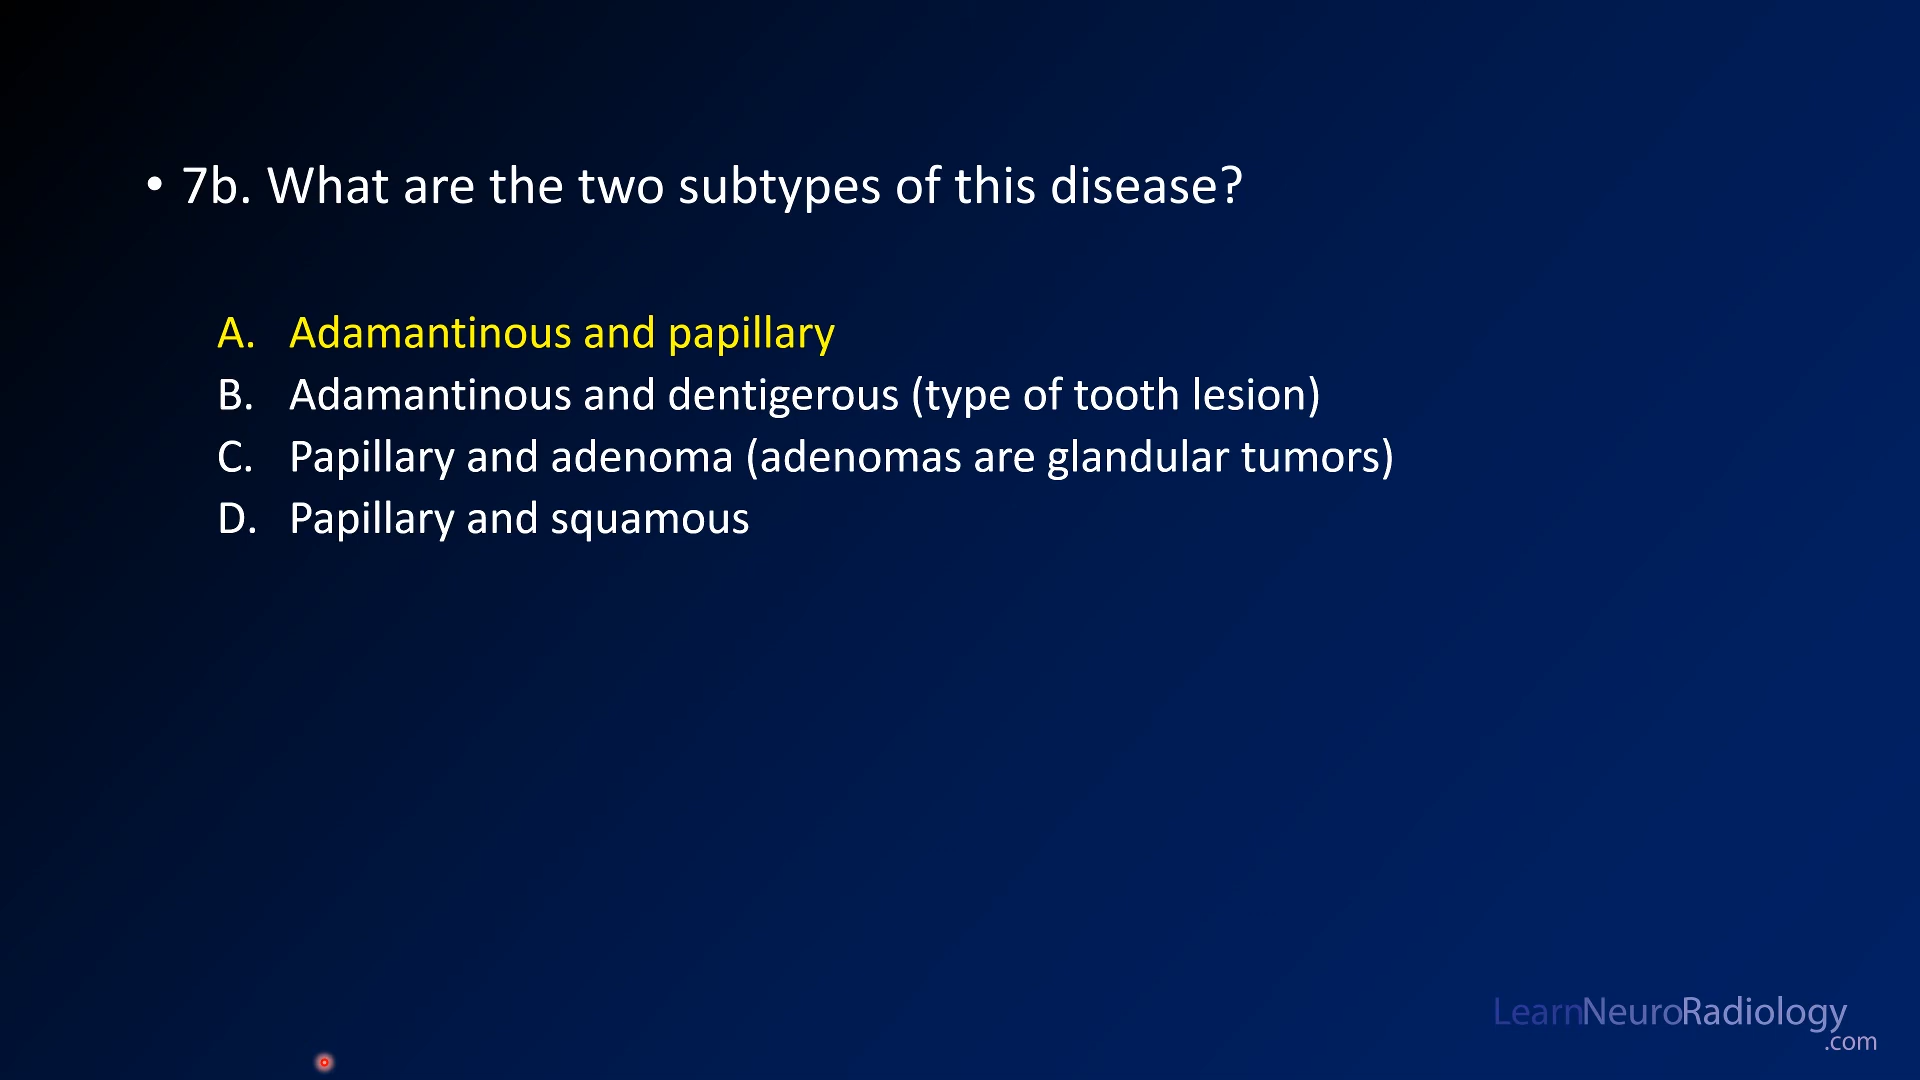 • 7b. What are the two subtypes of this disease?
A. Adamantinous and papillary
B. Adamantinous and dentigerous (type of tooth lesion)
C. Papillary and adenoma (adenomas are glandular tumors)
D. Papillary and squamous
LearnNeuroRadiology
.com